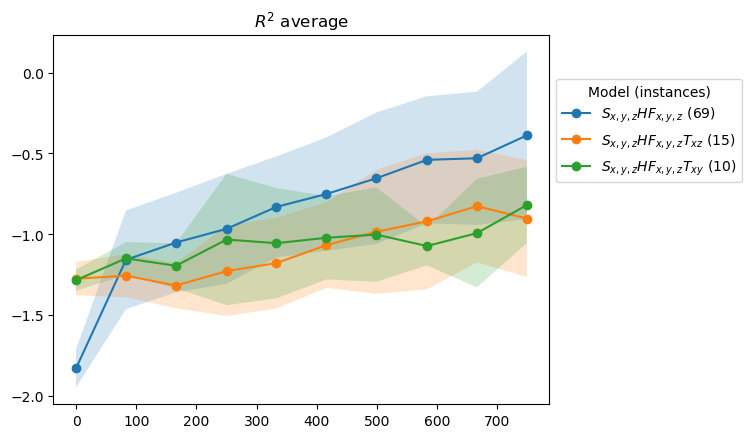 R² average
Model (instances)
S_{x,y,z}HF_{x,y,z} (69)
S_{x,y,z}HF_{x,y,z}T_{xz} (15)
S_{x,y,z}HF_{x,y,z}T_{xy} (10)
0.0
−0.5
−1.0
−1.5
−2.0
0 100 200 300 400 500 600 700